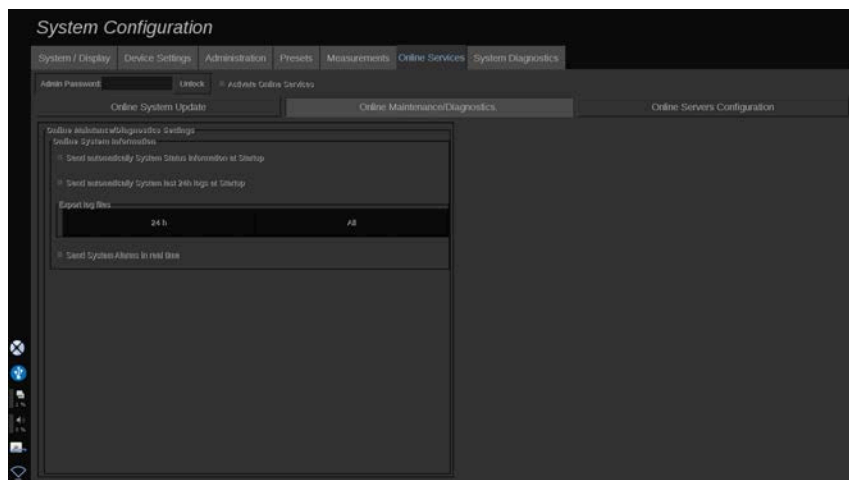 System Configuration
System / Display Device Settings Administration Presets Measurements Online Services System Diagnostics
Admin Password: Unlock Activate Online Services
Online System Update Online Maintenance/Diagnostics Online Servers Configuration
Online Maintenance/Diagnostics Settings
Online System Information
Send automatically System Status Information at Startup
Send automatically System last 24h logs at Startup
Export log files
24 h All
Send System Alarms in real time